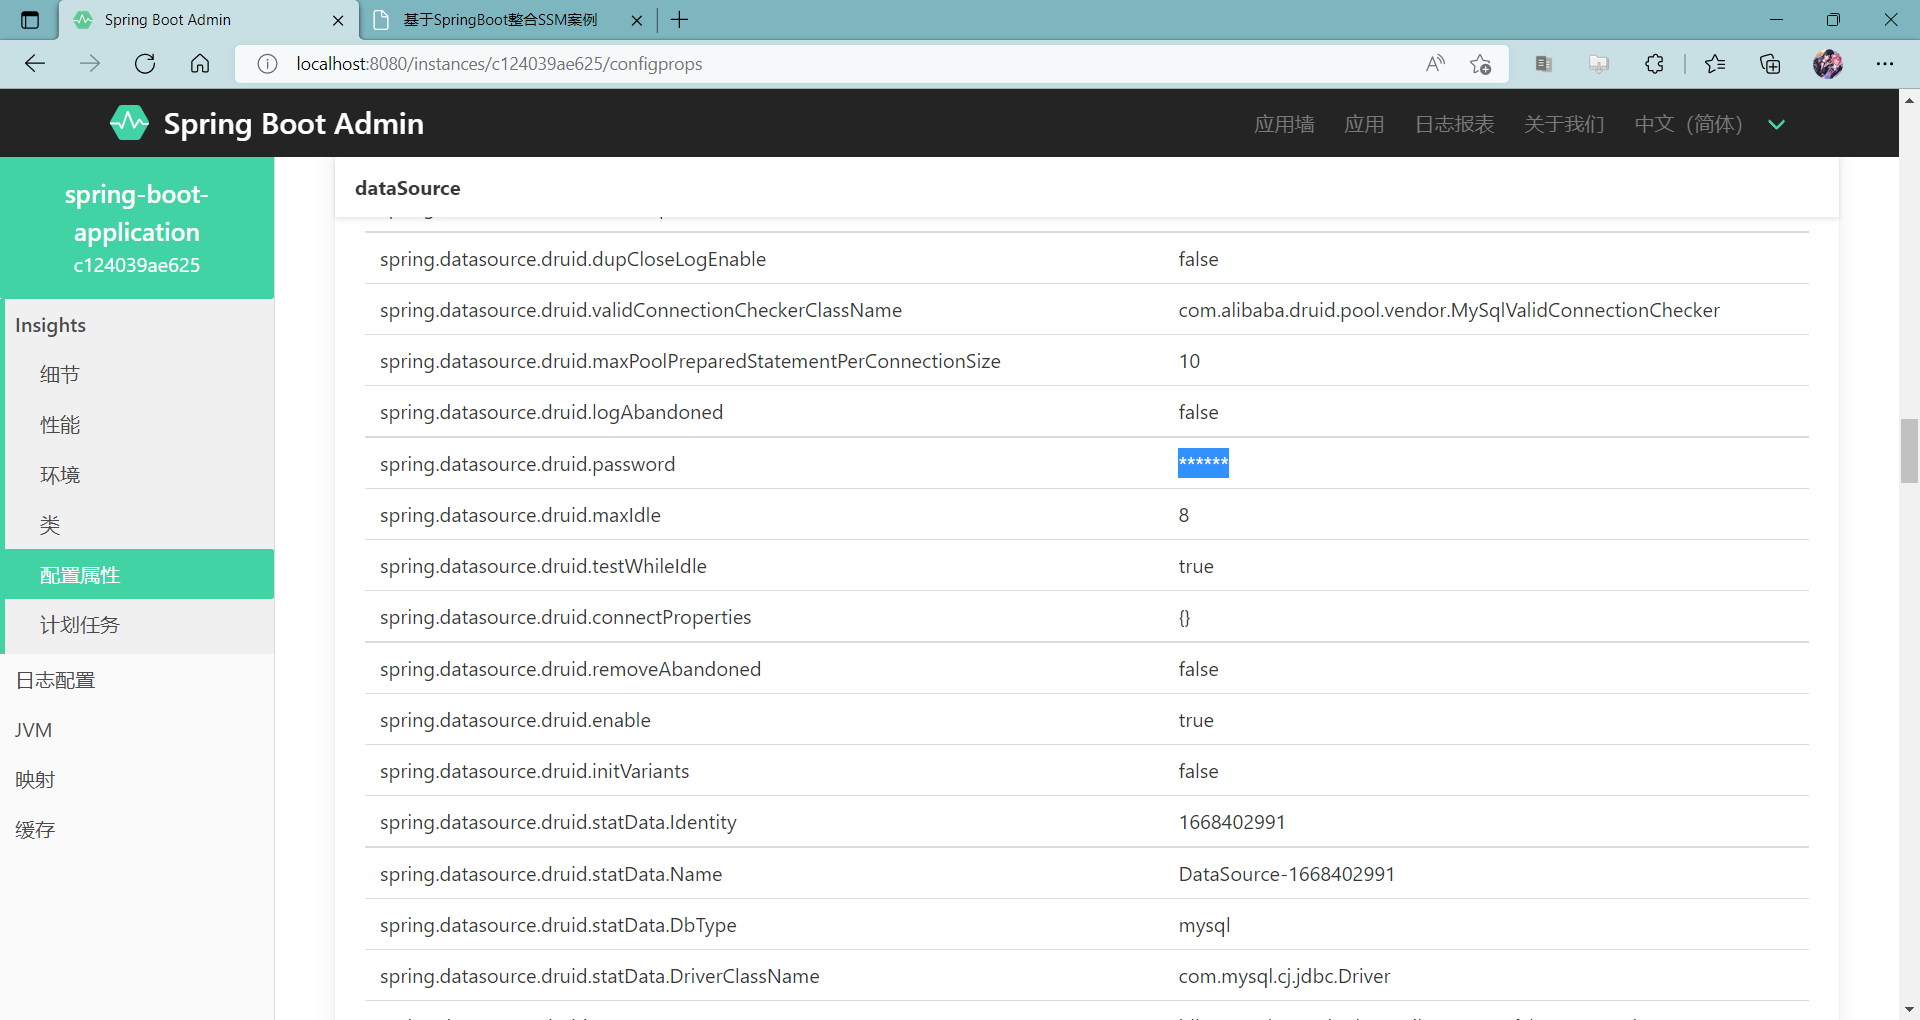 Spring Boot Admin
基于SpringBoot整合SSM案例
localhost:8080/instances/c124039ae625/configprops
Spring Boot Admin
应用墙
应用
日志报表
关于我们
中文（简体）
spring-boot-
application
c124039ae625
Insights
细节
性能
环境
类
配置属性
计划任务
日志配置
JVM
映射
缓存
dataSource
spring.datasource.druid.dupCloseLogEnable false
spring.datasource.druid.validConnectionCheckerClassName com.alibaba.druid.pool.vendor.MySqlValidConnectionChecker
spring.datasource.druid.maxPoolPreparedStatementPerConnectionSize 10
spring.datasource.druid.logAbandoned false
spring.datasource.druid.password ******
spring.datasource.druid.maxIdle 8
spring.datasource.druid.testWhileIdle true
spring.datasource.druid.connectProperties {}
spring.datasource.druid.removeAbandoned false
spring.datasource.druid.enable true
spring.datasource.druid.initVariants false
spring.datasource.druid.statData.Identity 1668402991
spring.datasource.druid.statData.Name DataSource-1668402991
spring.datasource.druid.statData.DbType mysql
spring.datasource.druid.statData.DriverClassName com.mysql.cj.jdbc.Driver